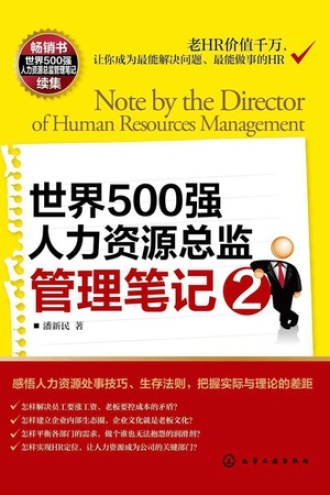 畅销书
世界500强
人力资源总监管理笔记
续集
老HR价值千万,
让你成为最能解决问题、最能做事的HR
Note by the Director
of Human Resources Management
世界500强
人力资源总监
管理笔记2
潘新民 著
感悟人力资源处事技巧、生存法则，把握实际与理论的差距
怎样解决员工要涨工资、老板要控成本的矛盾？
怎样建立企业内部生态圈，企业文化就是老板文化？
怎样平衡各部门的需求，做个谁也无法抱怨的润滑剂？
怎样实现HR定位，让人力资源成为公司的关键部门？
化学工业出版社